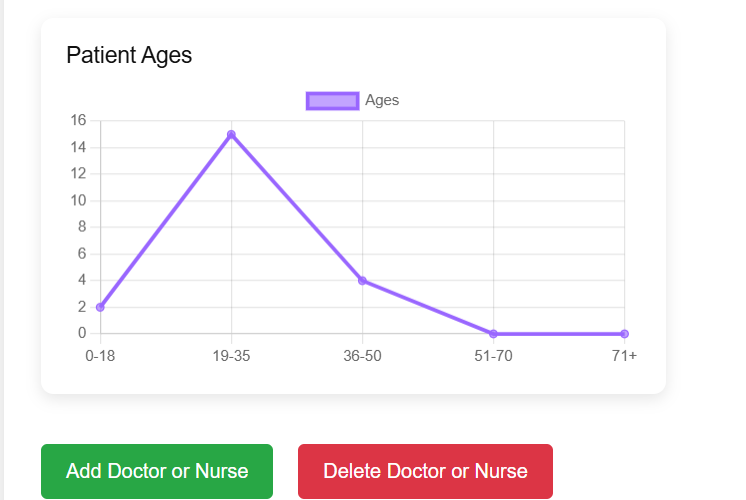 Patient Ages
Ages
16
14
12
10
8
6
4
2
0
0-18 19-35 36-50 51-70 71+
Add Doctor or Nurse Delete Doctor or Nurse